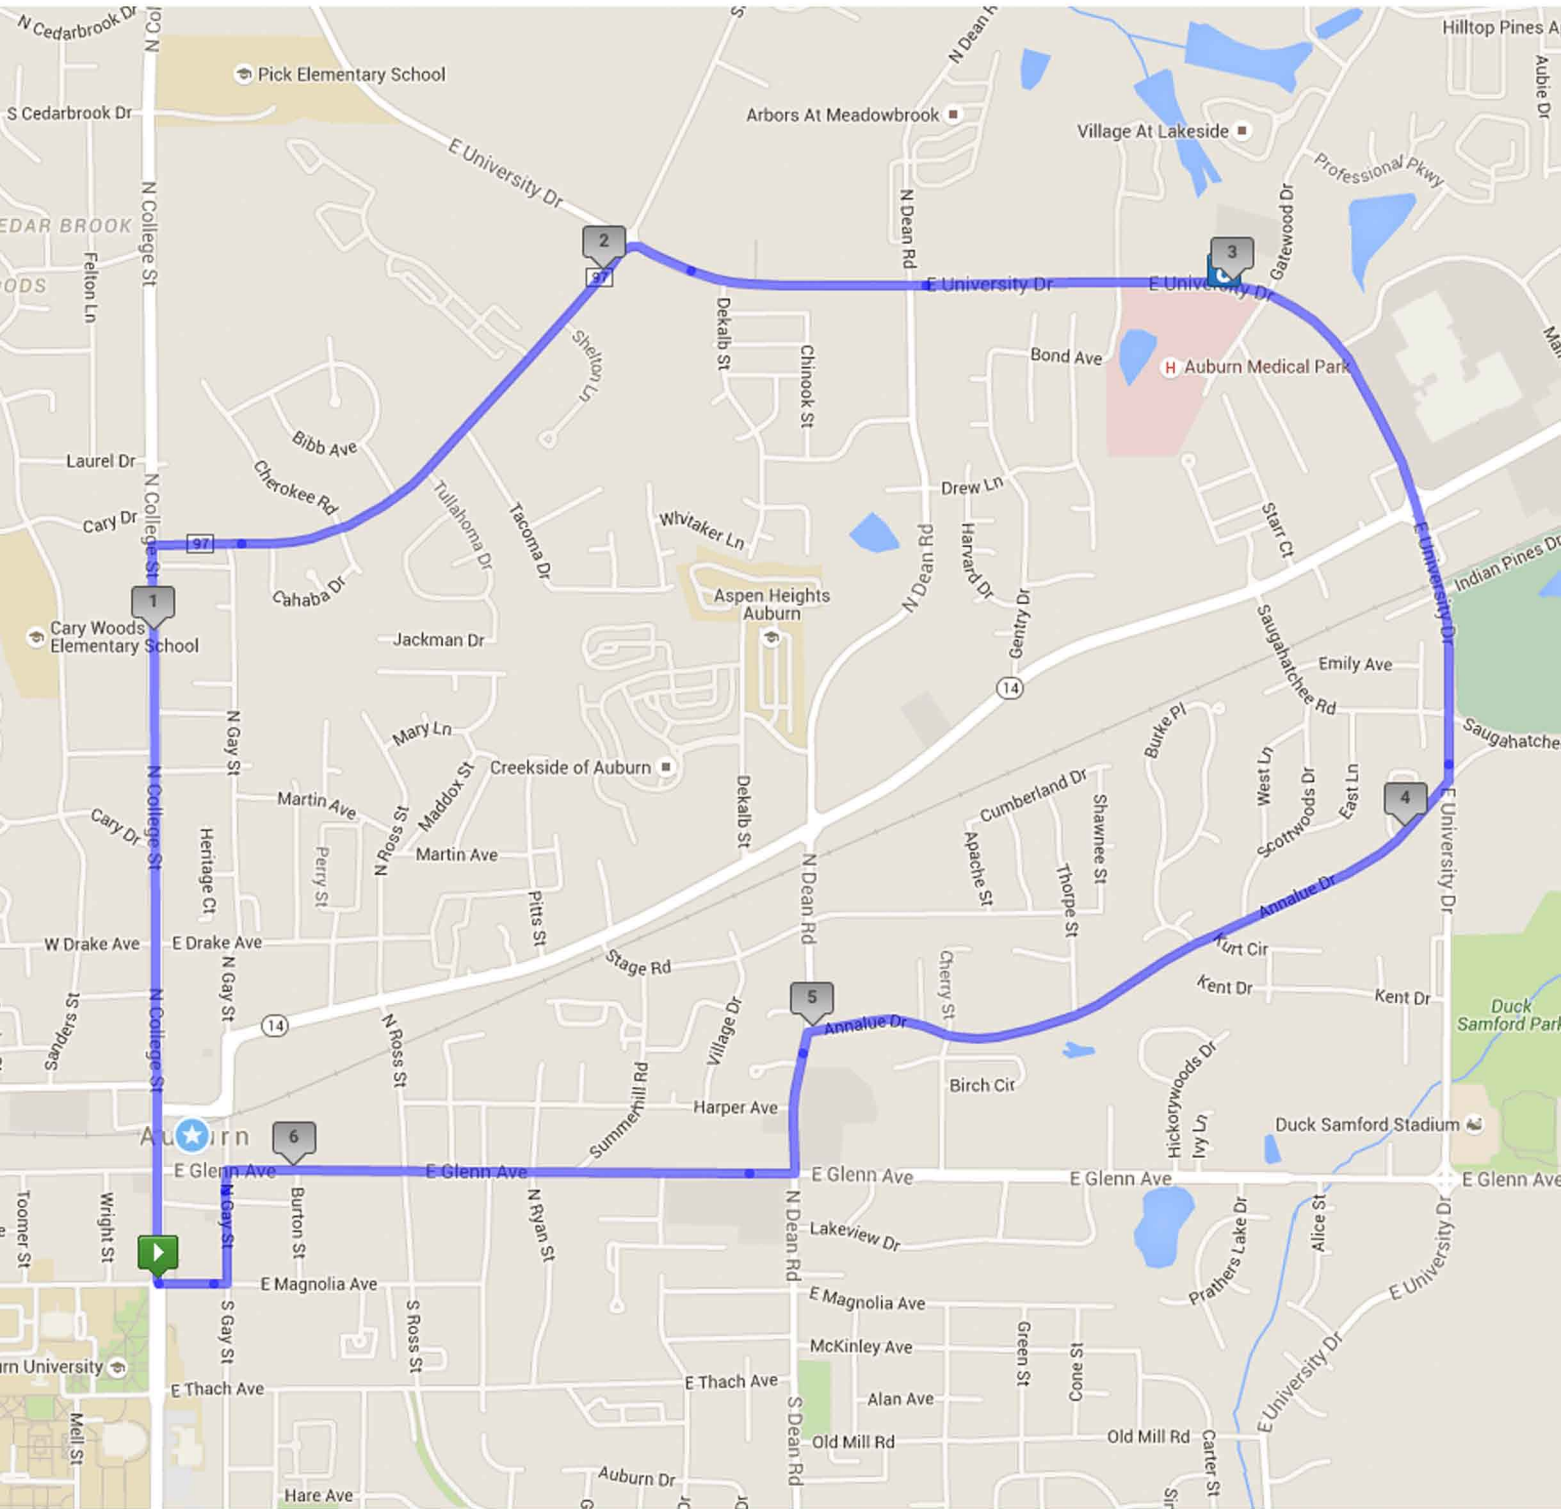 N Cedarbrook Dr
N Col
Hilltop Pines A
Pick Elementary School
Aubie Dr
N Dean R
S Cedarbrook Dr
Arbors At Meadowbrook
Village At Lakeside
E University Dr
Professional Pkwy
N College St
N Dean Rd
Gatewood Dr
EDAR BROOK
Felton Ln
2
3
97
ODS
E University Dr
E University Dr
Dekalb St
Shelton Ln
Chinook St
Bond Ave
H Auburn Medical Park
Bibb Ave
Laurel Dr
Cherokee Rd
N College St
Tullahoma Dr
Tacoma Dr
Drew Ln
Cary Dr
97
Whitaker Ln
N Dean Rd
Harvard Dr
Starr Ct
E University Dr
Indian Pines Dr
Cahaba Dr
Aspen Heights
Auburn
1
Cary Woods
Elementary School
Jackman Dr
Gentry Dr
Saugahatchee Rd
Emily Ave
14
N Gay St
Mary Ln
Burke Pl
Saugahatche
Creekside of Auburn
Maddox St
N College St
Martin Ave
Dekalb St
Cumberland Dr
West Ln
Scottwoods Dr
East Ln
4
E University Dr
Cary Dr
Heritage Ct
Perry St
N Ross St
Martin Ave
Apache St
Shawnee St
Thorpe St
Annalue Dr
W Drake Ave
E Drake Ave
Pitts St
N Dean Rd
Kurt Cir
N Gay St
Stage Rd
Cherry St
Kent Dr
Kent Dr
Sanders St
N College St
14
N Ross St
Village Dr
5
Annalue Dr
Duck
Samford Park
Summerhill Rd
Birch Cir
Hickorywoods Dr
Harper Ave
Ivy Ln
Duck Samford Stadium
Auburn
6
E Glenn Ave
E Glenn Ave
E Glenn Ave
E Glenn Ave
E Glenn Ave
Toomer St
Wright St
N Gay St
Burton St
N Ryan St
N Dean Rd
Lakeview Dr
Prathers Lake Dr
Alice St
E University Dr
E Magnolia Ave
E Magnolia Ave
S Gay St
S Ross St
McKinley Ave
Green St
Cone St
E University Dr
rn University
E Thach Ave
E Thach Ave
Alan Ave
Mell St
S Dean Rd
Old Mill Rd
Old Mill Rd
Carter St
Auburn Dr
Hare Ave